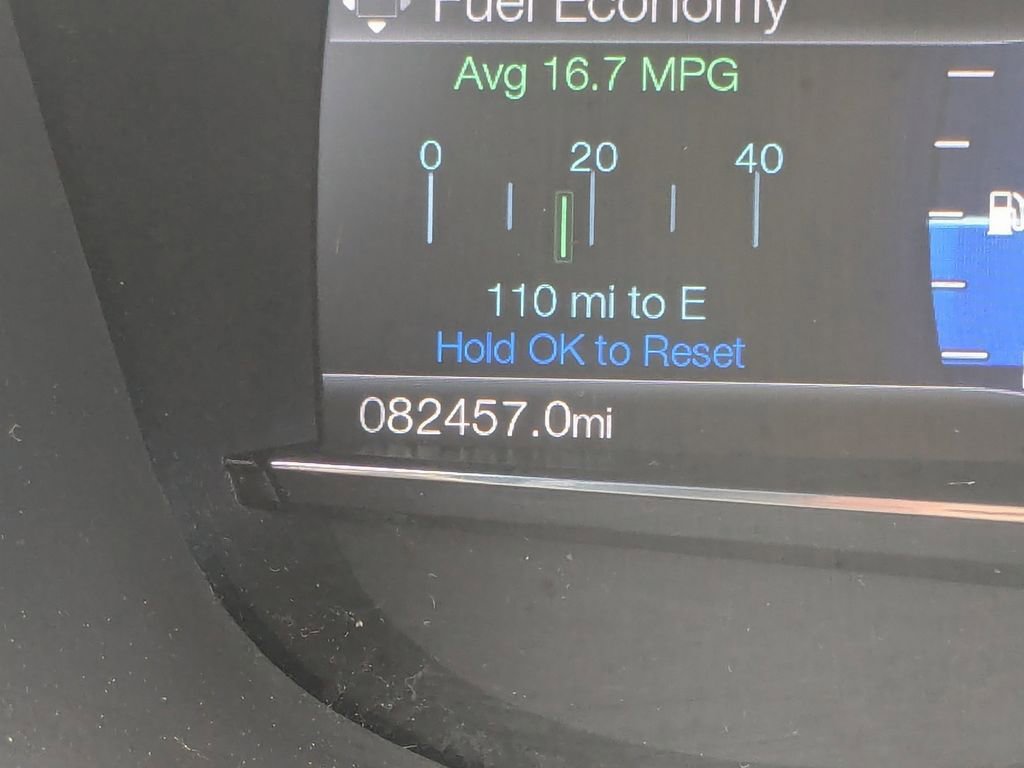 Fuel Economy
Avg 16.7 MPG
0 20 40
110 mi to E
Hold OK to Reset
082457.0mi